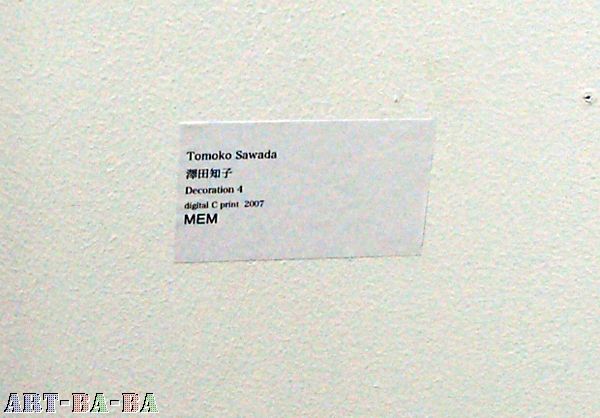 Tomoko Sawada
澤田知子
Decoration 4
digital C print 2007
MEM
ART-BA-BA